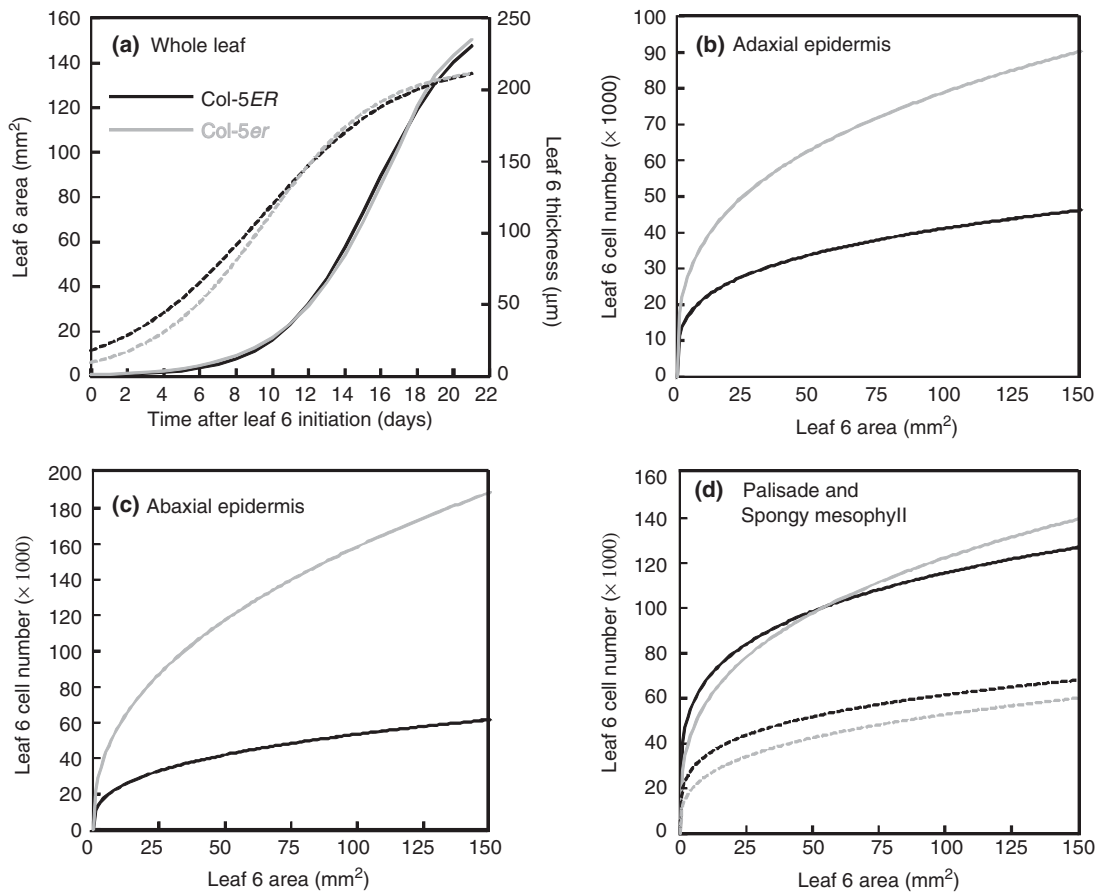 (a) Whole leaf
Col-5ER
Col-5er
Leaf 6 area (mm²)
160
140
120
100
80
60
40
20
0
Leaf 6 thickness (μm)
250
200
150
100
50
0
0 2 4 6 8 10 12 14 16 18 20 22
Time after leaf 6 initiation (days)
(b) Adaxial epidermis
Leaf 6 cell number (× 1000)
100
90
80
70
60
50
40
30
20
10
0
0 25 50 75 100 125 150
Leaf 6 area (mm²)
(c) Abaxial epidermis
Leaf 6 cell number (× 1000)
200
180
160
140
120
100
80
60
40
20
0
0 25 50 75 100 125 150
Leaf 6 area (mm²)
(d) Palisade and
Spongy mesophyll
Leaf 6 cell number (× 1000)
160
140
120
100
80
60
40
20
0
0 25 50 75 100 125 150
Leaf 6 area (mm²)